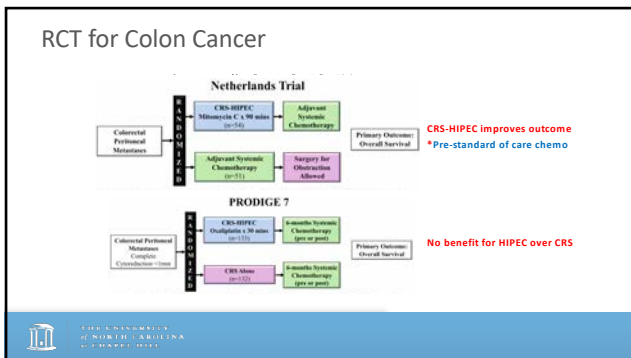 RCT for Colon Cancer
Netherlands Trial
Colorectal
Peritoneal
Metastases
RANDOMIZED
CRS-HIPEC
Mitomycin C x 90 mins
(n=54)
Adjuvant
Systemic
Chemotherapy
Adjuvant Systemic
Chemotherapy
(n=51)
Surgery for
Obstruction
Allowed
Primary Outcome:
Overall Survival
CRS-HIPEC improves outcome
*Pre-standard of care chemo
PRODIGE 7
Colorectal Peritoneal
Metastases
Complete
Cytoreduction <1mm
RANDOMIZED
CRS-HIPEC
Oxaliplatin x 30 mins
(n=133)
6-months Systemic
Chemotherapy
(pre or post)
CRS Alone
(n=132)
6-months Systemic
Chemotherapy
(pre or post)
Primary Outcome:
Overall Survival
No benefit for HIPEC over CRS
THE UNIVERSITY
of NORTH CAROLINA
at CHAPEL HILL